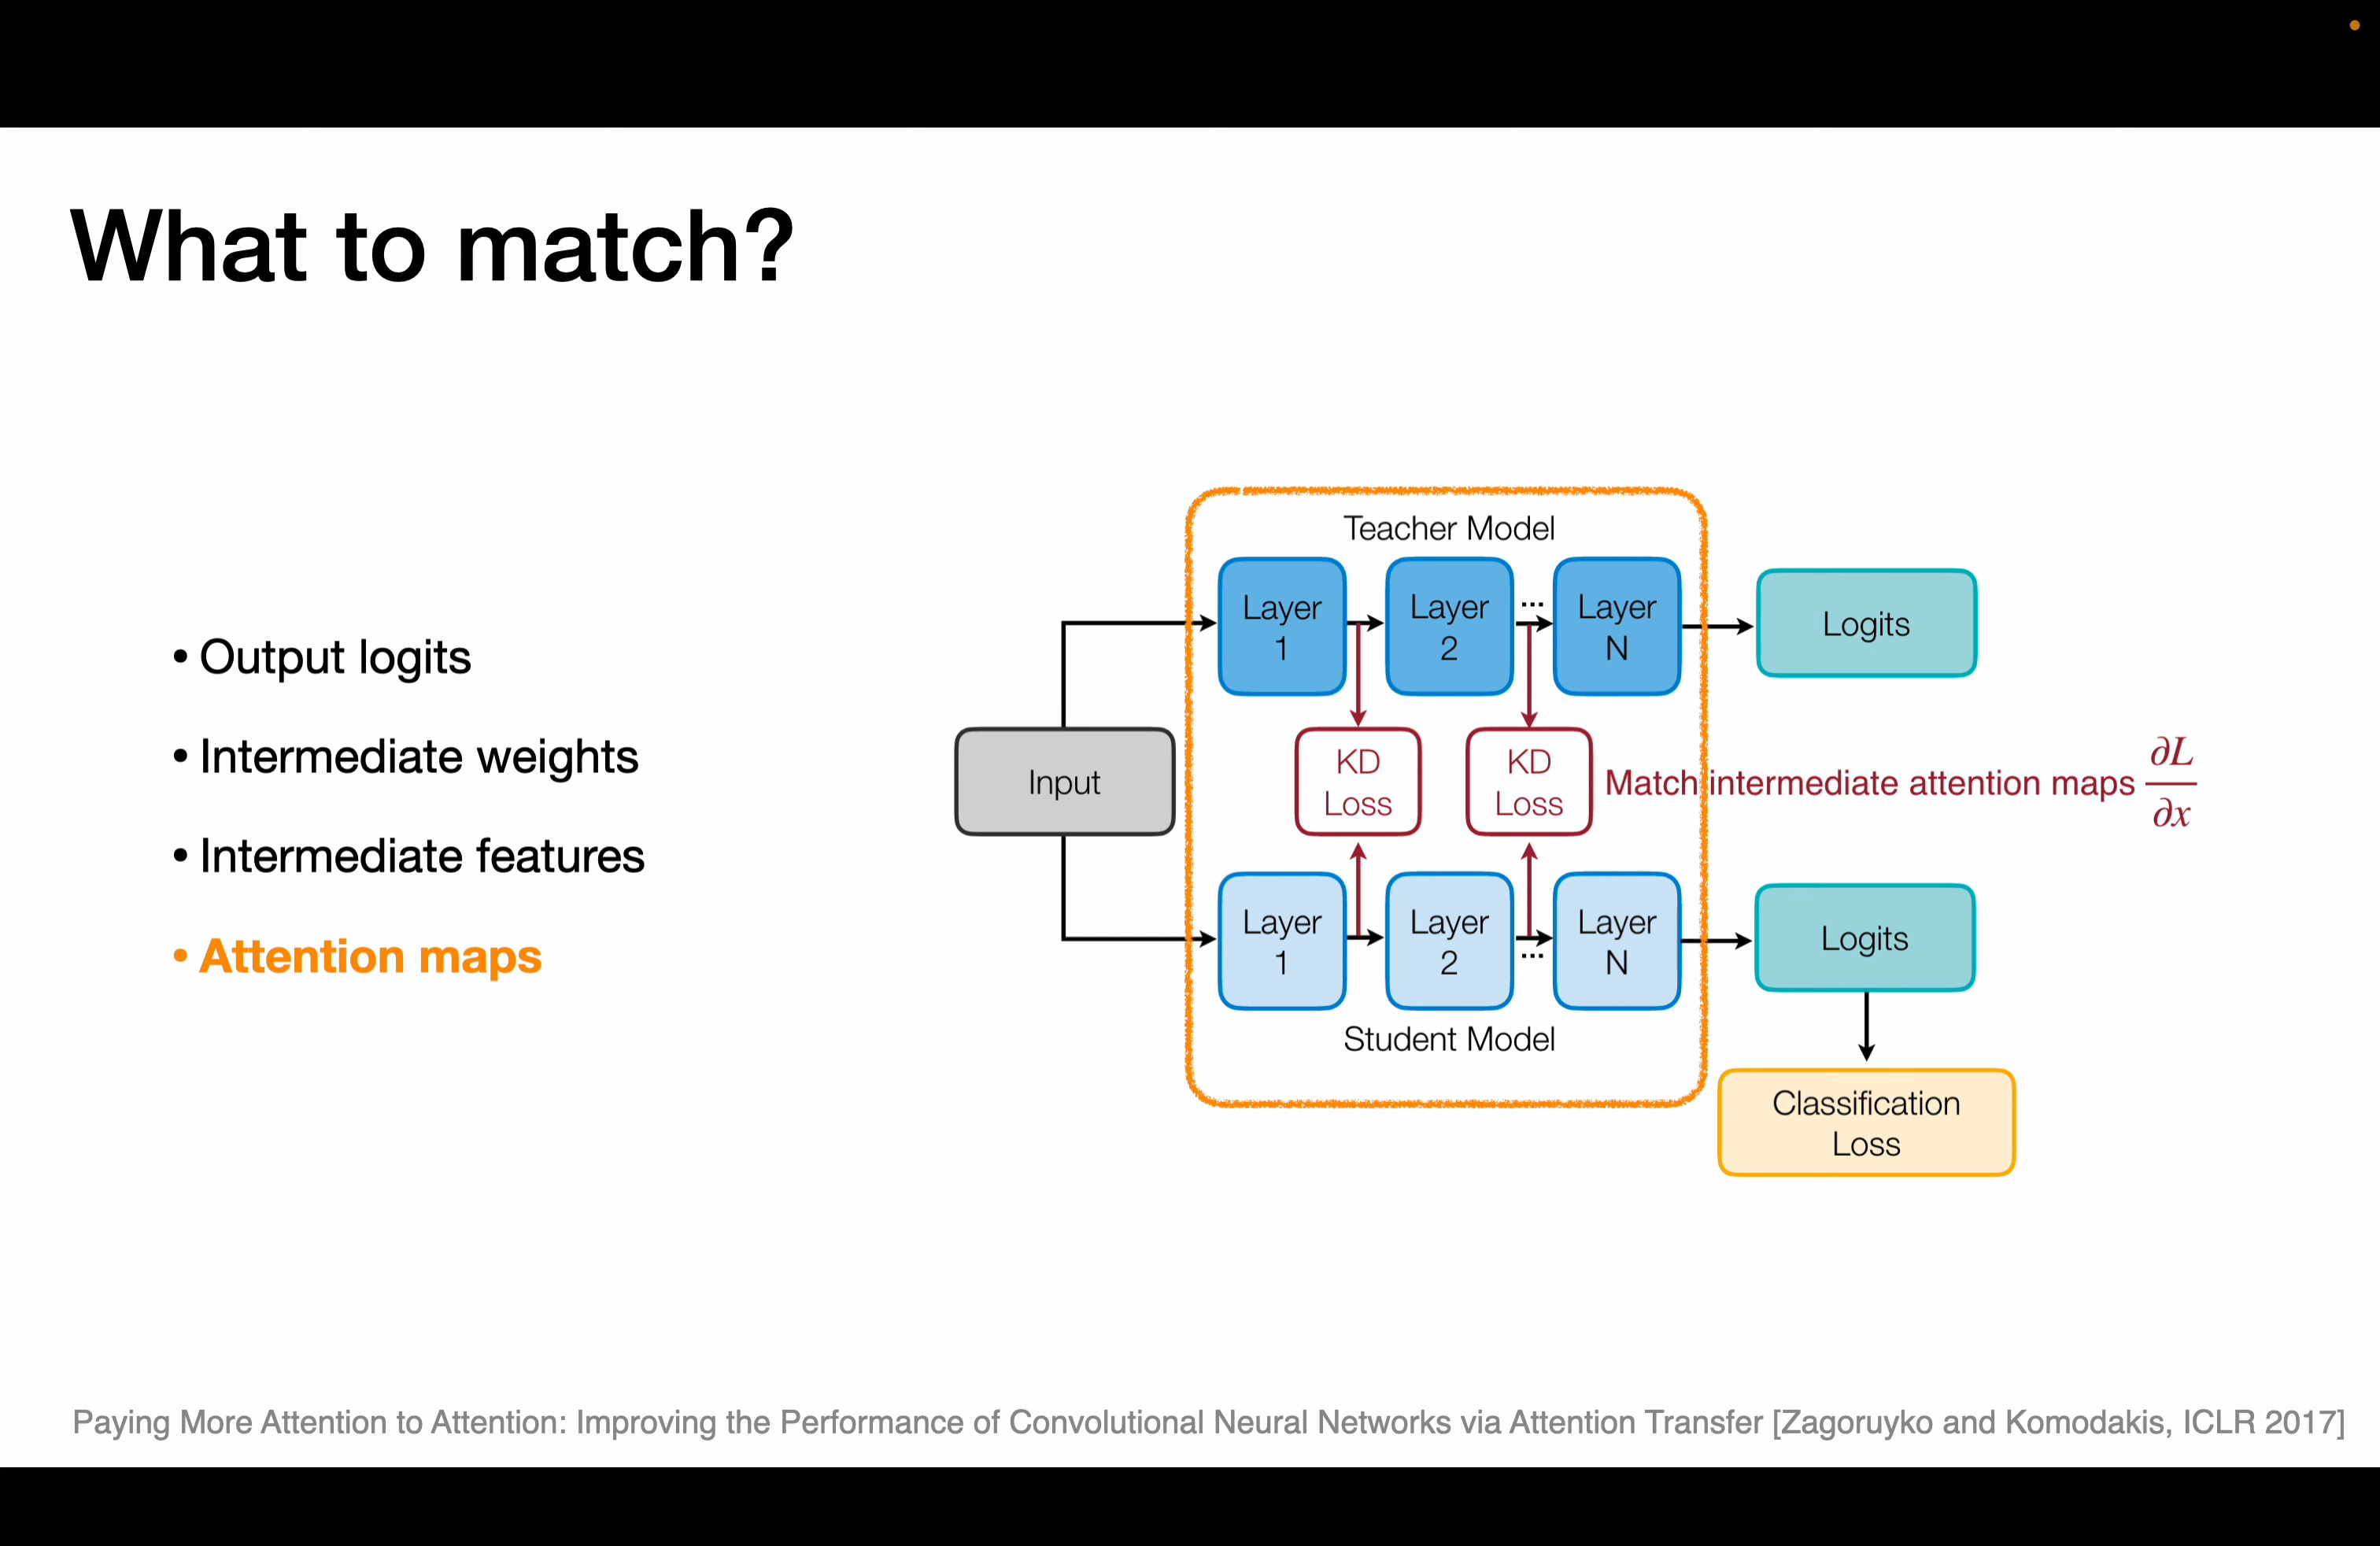 What to match?
• Output logits
• Intermediate weights
• Intermediate features
• Attention maps
Teacher Model
Layer
1
Layer
2
...
Layer
N
Logits
Input
KD
Loss
KD
Loss
Match intermediate attention maps ∂L/∂x
Layer
1
Layer
2
...
Layer
N
Logits
Student Model
Classification
Loss
Paying More Attention to Attention: Improving the Performance of Convolutional Neural Networks via Attention Transfer [Zagoruyko and Komodakis, ICLR 2017]